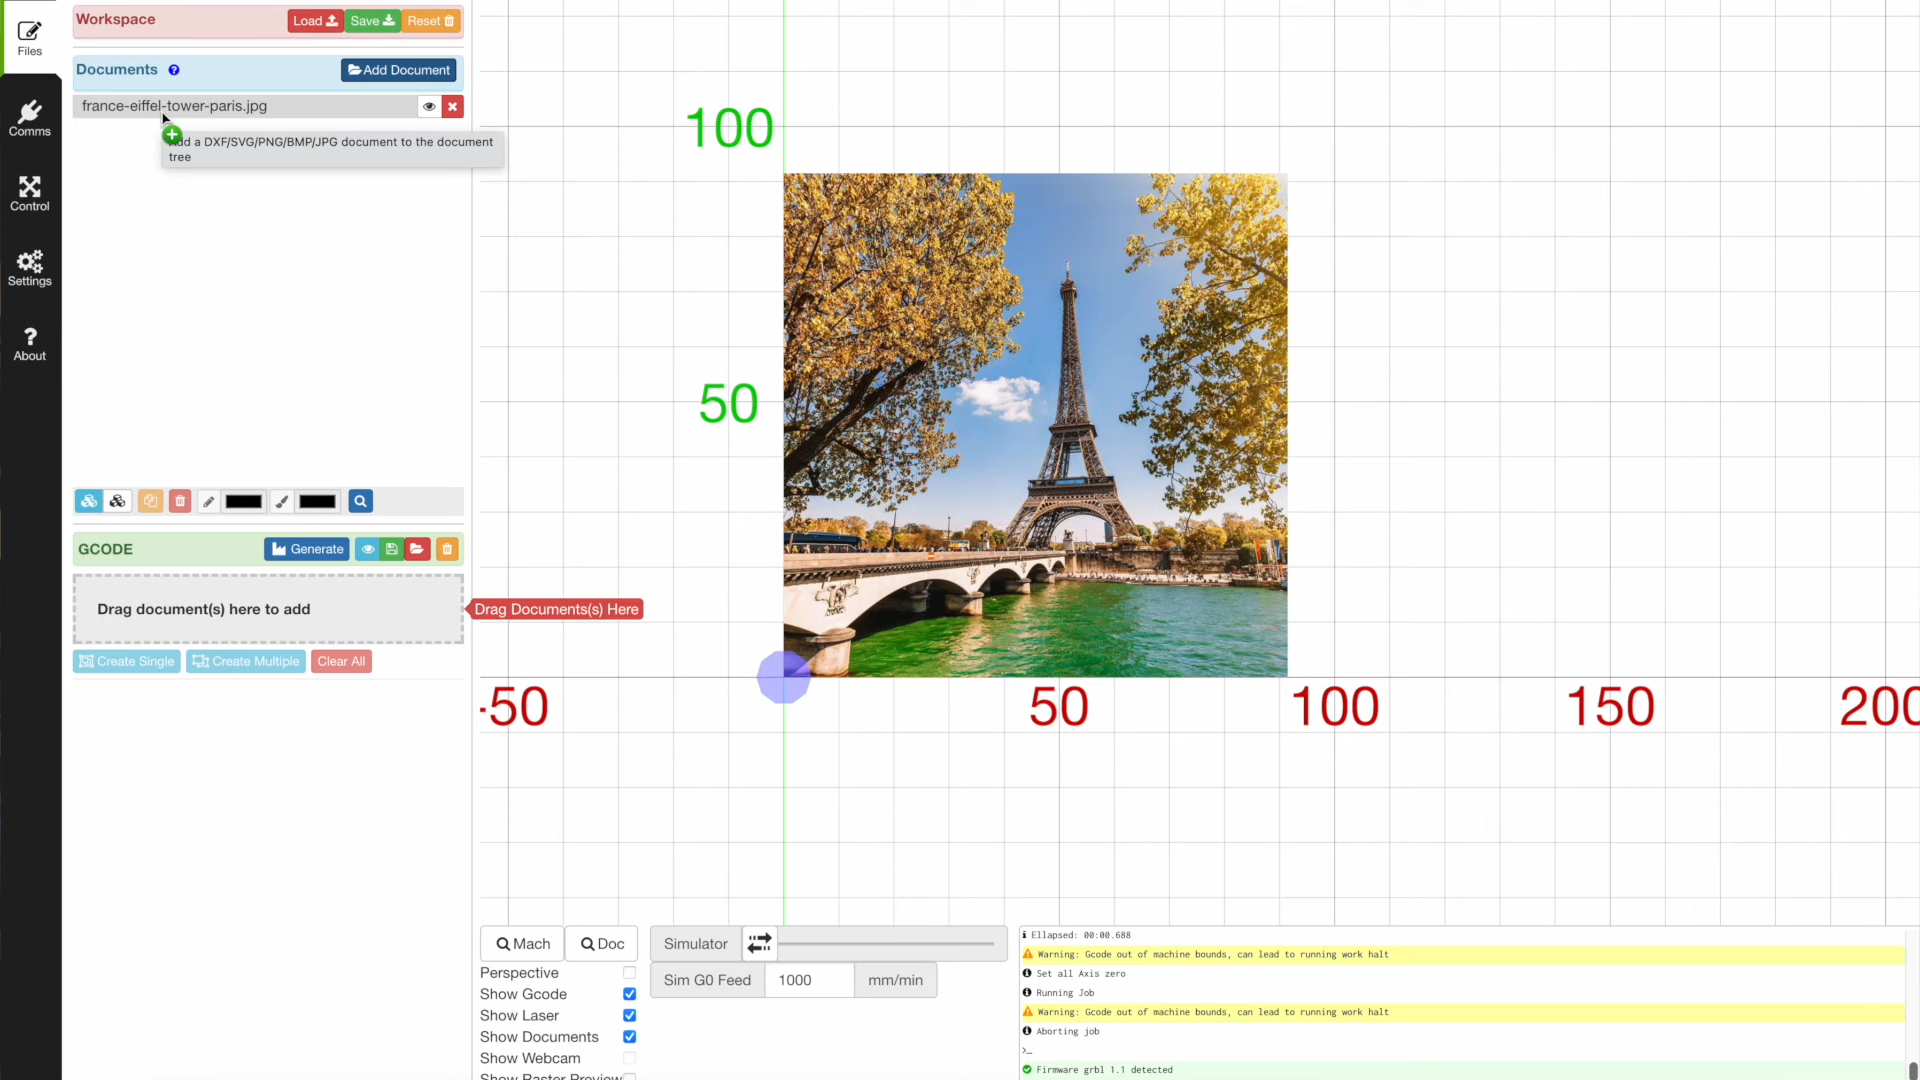 Files
Comms
Control
Settings
? About
Workspace
Load
Save
Reset
Documents ?
Add Document
france-eiffel-tower-paris.jpg
Add a DXF/SVG/PNG/BMP/JPG document to the document
tree
GCODE
Generate
Drag document(s) here to add
Drag Documents(s) Here
Create Single
Create Multiple
Clear All
100
50
-50
50
100
150
200
Mach
Doc
Perspective
Show Gcode
Show Laser
Show Documents
Show Webcam
Show Raster Preview
Simulator
Sim G0 Feed
1000
mm/min
Ellapsed: 00:00.688
Warning: Gcode out of machine bounds, can lead to running work halt
Set all Axis zero
Running Job
Warning: Gcode out of machine bounds, can lead to running work halt
Aborting job
>_
Firmware grbl 1.1 detected